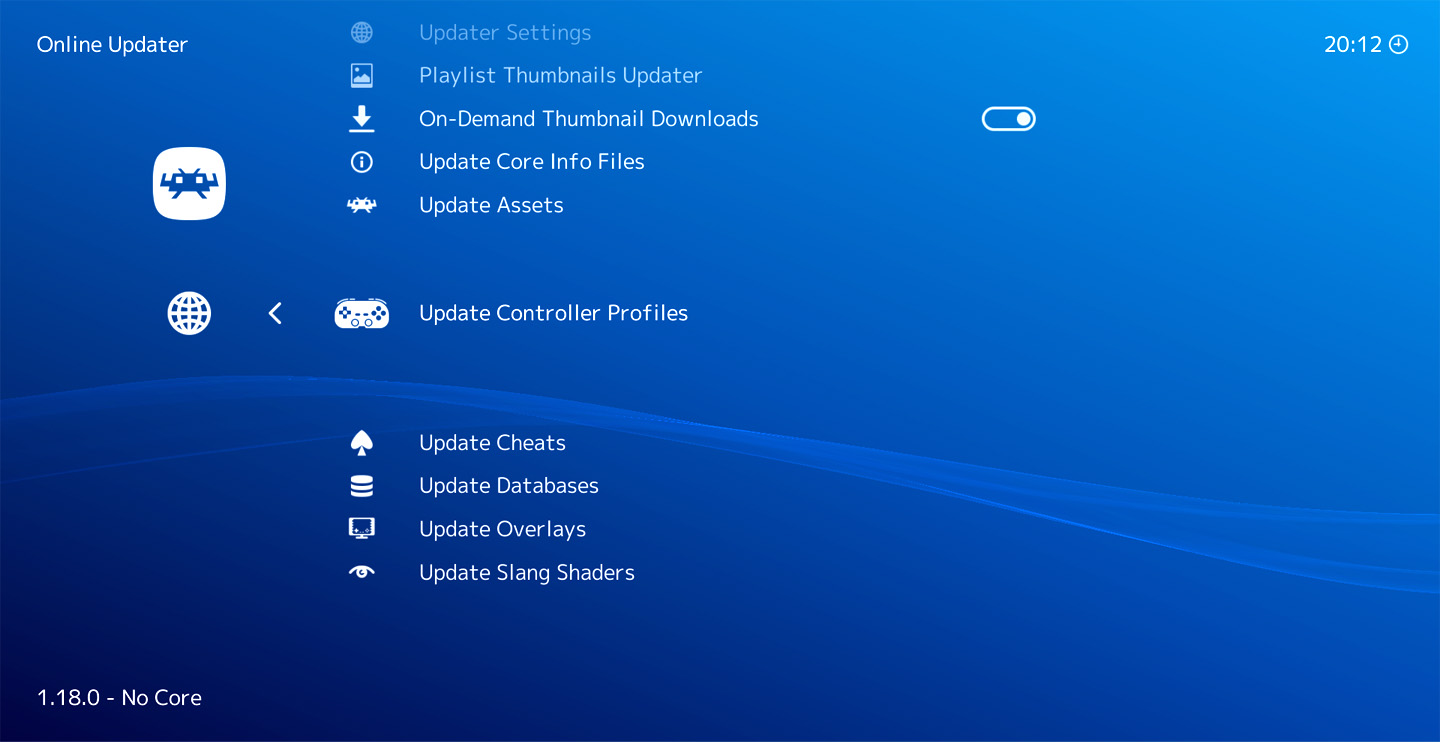 Online Updater
20:12
Updater Settings
Playlist Thumbnails Updater
On-Demand Thumbnail Downloads
Update Core Info Files
Update Assets
Update Controller Profiles
Update Cheats
Update Databases
Update Overlays
Update Slang Shaders
1.18.0 - No Core